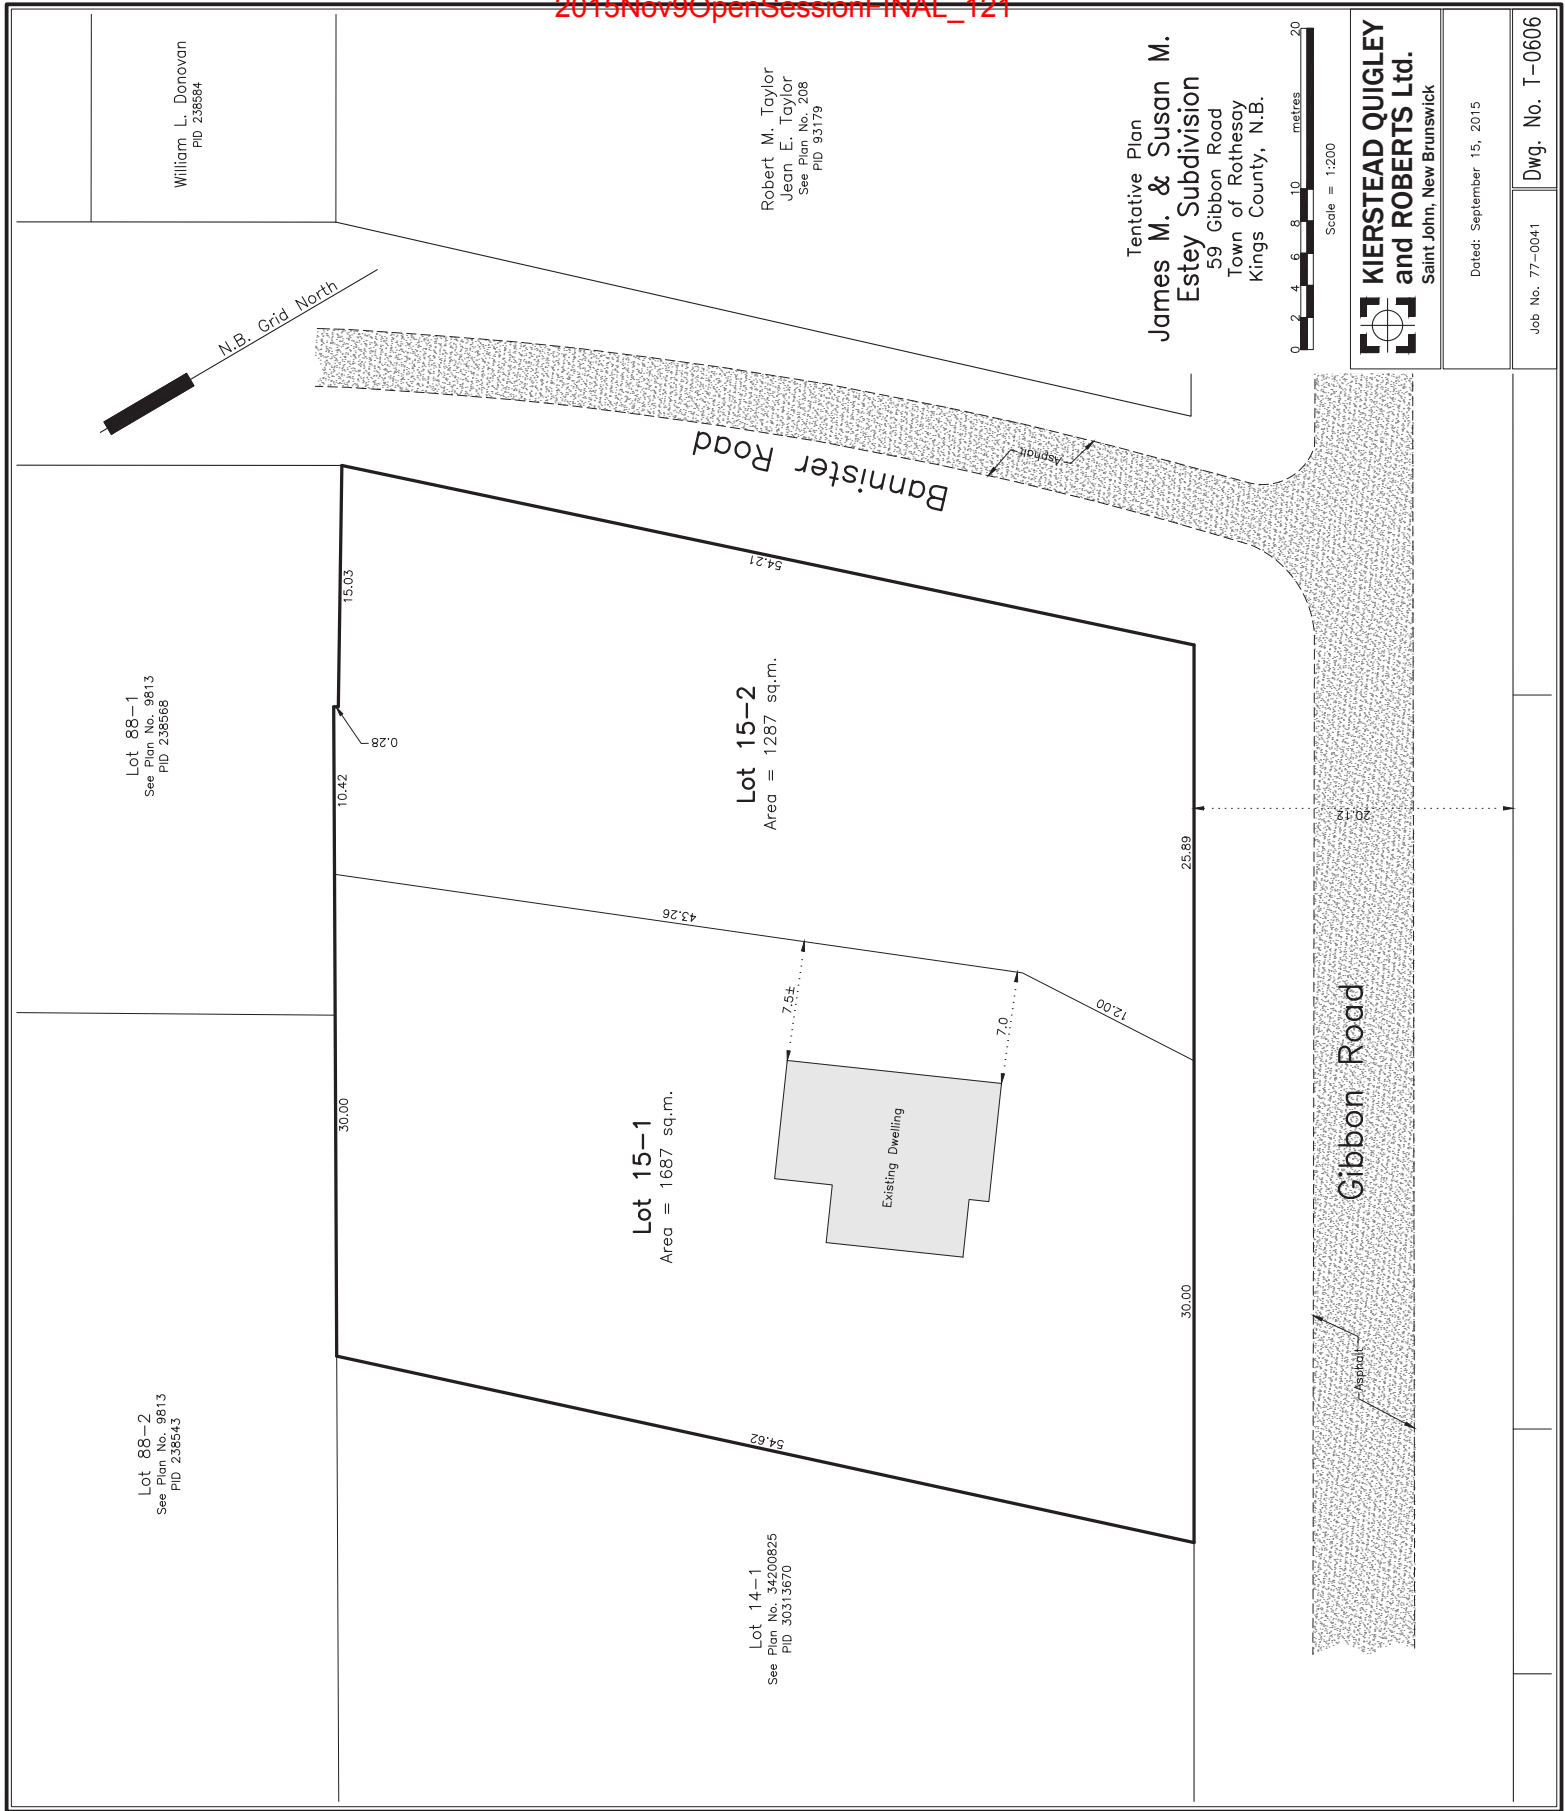 2015Nov9OpenSessionFINAL_121
William L. Donovan
PID 238584
Robert M. Taylor
Jean E. Taylor
See Plan No. 208
PID 93179
N.B. Grid North
Tentative Plan
James M. & Susan M.
Estey Subdivision
59 Gibbon Road
Town of Rothesay
Kings County, N.B.
0 2 4 6 8 10 metres 20
Scale = 1:200
KIERSTEAD QUIGLEY
and ROBERTS Ltd.
Saint John, New Brunswick
Dated: September 15, 2015
Job No. 77-0041
Dwg. No. T-0606
Bannister Road
Asphalt
Lot 88-1
See Plan No. 9813
PID 238568
15.03
0.28
10.42
54.21
Lot 15-2
Area = 1287 sq.m.
25.89
20.12
43.26
7.5±
7.0
12.00
Existing Dwelling
Lot 15-1
Area = 1687 sq.m.
30.00
30.00
Gibbon Road
Asphalt
Lot 88-2
See Plan No. 9813
PID 238543
54.62
Lot 14-1
See Plan No. 34200825
PID 30313670